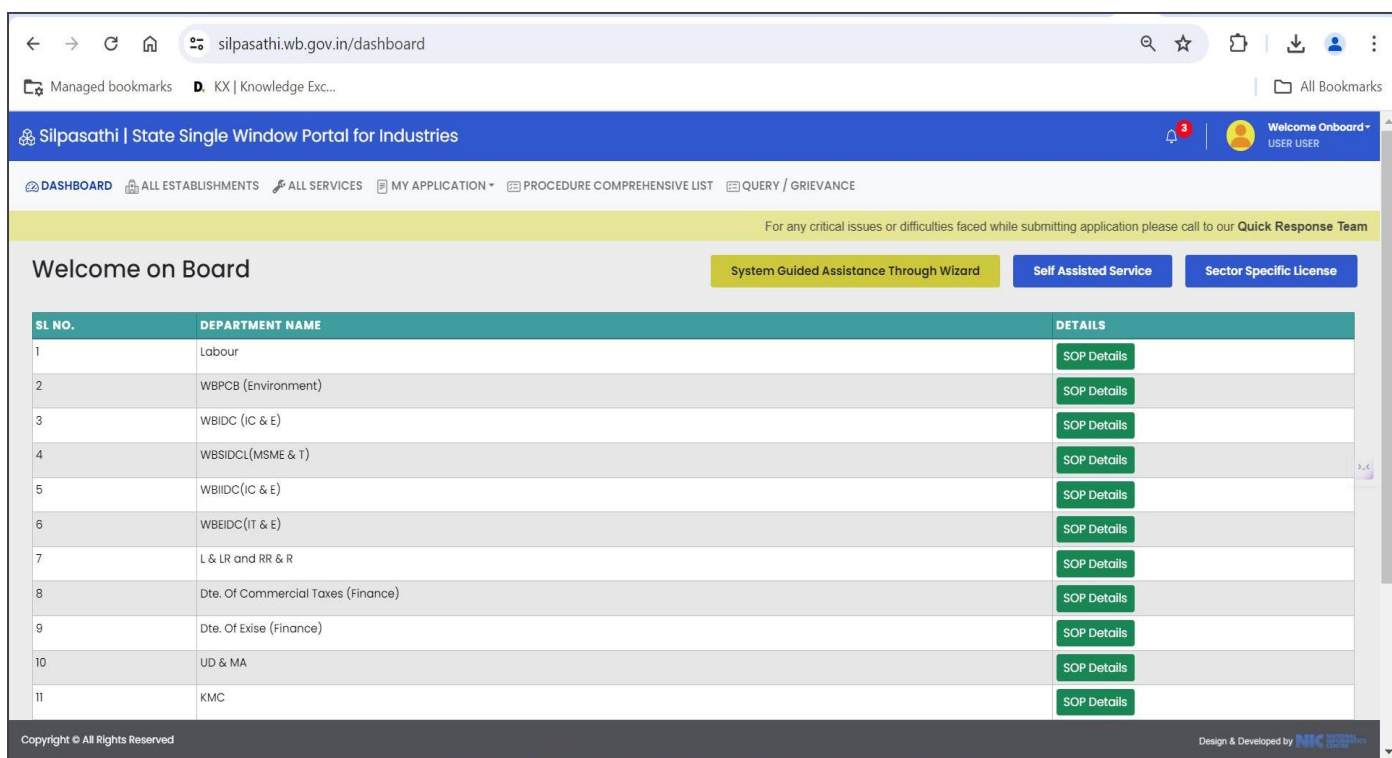 silpasathi.wb.gov.in/dashboard
Managed bookmarks D. KX | Knowledge Exc... All Bookmarks
Silpasathi | State Single Window Portal for Industries 3 Welcome Onboard
USER USER
DASHBOARD ALL ESTABLISHMENTS ALL SERVICES MY APPLICATION PROCEDURE COMPREHENSIVE LIST QUERY / GRIEVANCE
For any critical issues or difficulties faced while submitting application please call to our Quick Response Team
Welcome on Board System Guided Assistance Through Wizard Self Assisted Service Sector Specific License
SL NO. DEPARTMENT NAME DETAILS
1 Labour SOP Details
2 WBPCB (Environment) SOP Details
3 WBIDC (IC & E) SOP Details
4 WBSIDCL(MSME & T) SOP Details
5 WBIIDC(IC & E) SOP Details
6 WBEIDC(IT & E) SOP Details
7 L & LR and RR & R SOP Details
8 Dte. Of Commercial Taxes (Finance) SOP Details
9 Dte. Of Exise (Finance) SOP Details
10 UD & MA SOP Details
11 KMC SOP Details
Copyright © All Rights Reserved Design & Developed by NIC NATIONAL INFORMATICS CENTRE